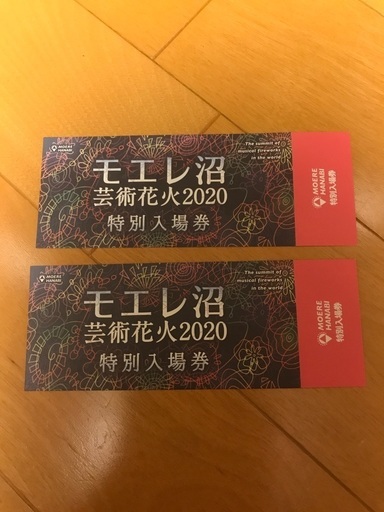 MOERE
HANABI
The summit of
musical fireworks
in the world
モエレ沼
芸術花火2020
特別入場券
MOERE
HANABI
特別入場券
MOERE
HANABI
The summit of
musical fireworks
in the world
モエレ沼
芸術花火2020
特別入場券
MOERE
HANABI
特別入場券